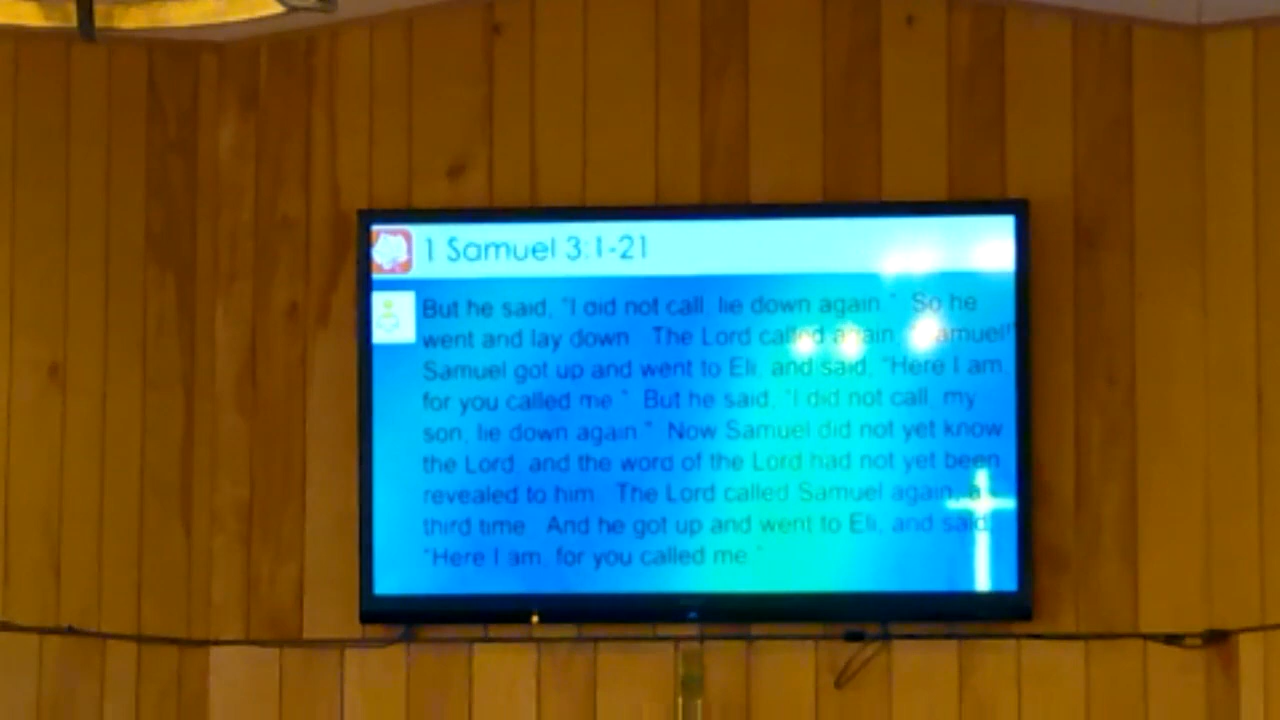 1 Samuel 3:1-21
But he said, "I did not call, lie down again." So he
went and lay down. The Lord called again, "Samuel!"
Samuel got up and went to Eli, and said, "Here I am,
for you called me." But he said, "I did not call, my
son, lie down again." Now Samuel did not yet know
the Lord, and the word of the Lord had not yet been
revealed to him. The Lord called Samuel again, a
third time. And he got up and went to Eli, and said,
"Here I am, for you called me."